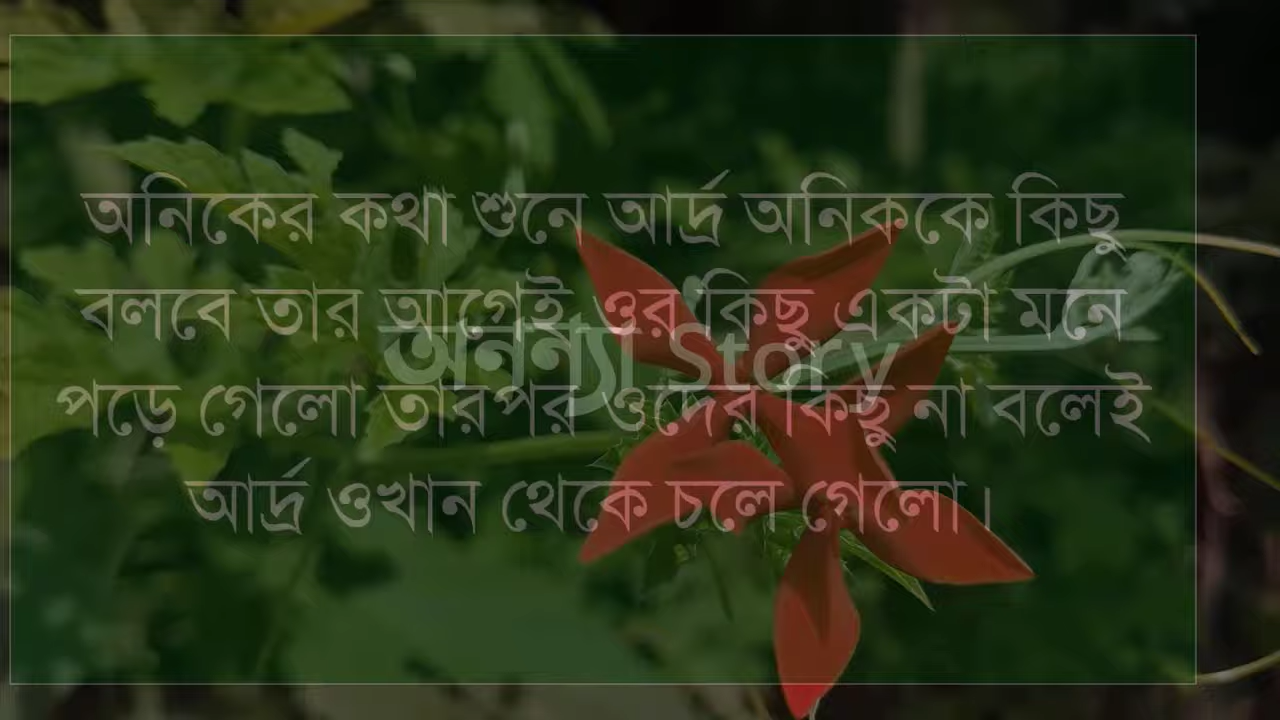 অনিকের কথা শুনে আর্দ্র অনিককে কিছু
বলবে তার আগেই ওর কিছু একটা মনে
অনন্যা Story
পড়ে গেলো তারপর ওদের কিছু না বলেই
আর্দ্র ওখান থেকে চলে গেলো।